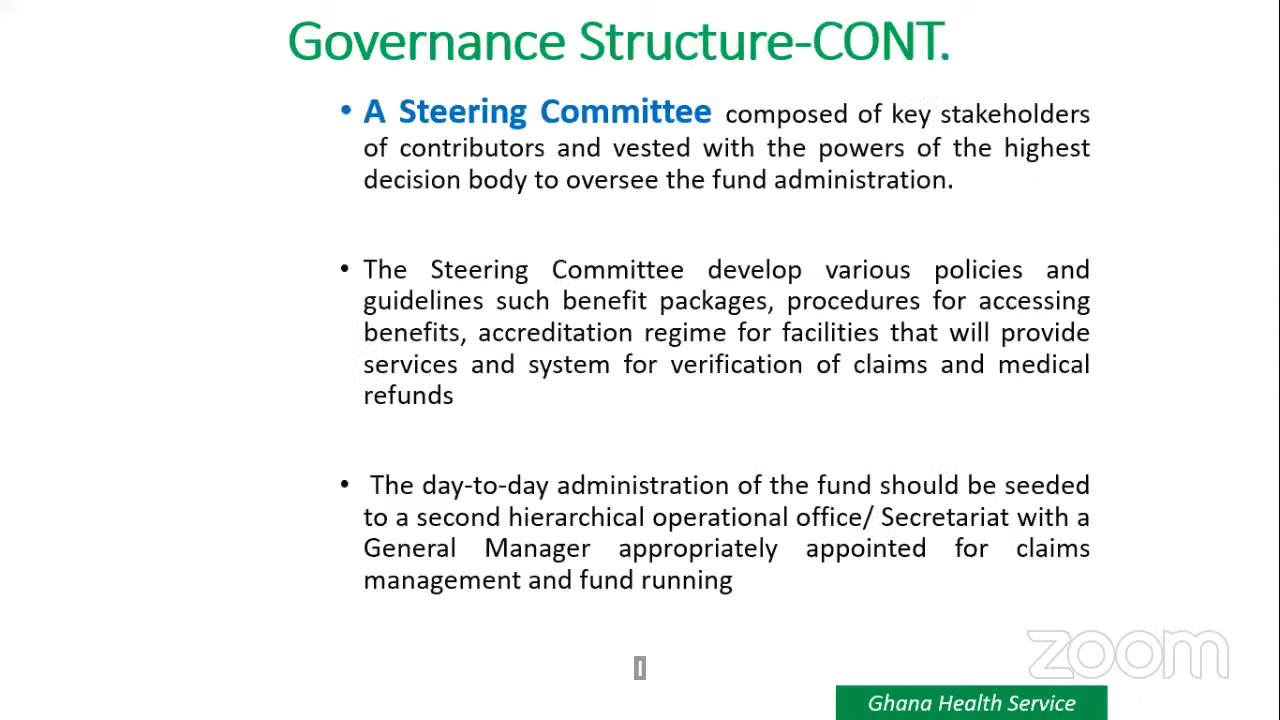 Governance Structure-CONT.
• A Steering Committee composed of key stakeholders
of contributors and vested with the powers of the highest
decision body to oversee the fund administration.
• The Steering Committee develop various policies and
guidelines such benefit packages, procedures for accessing
benefits, accreditation regime for facilities that will provide
services and system for verification of claims and medical
refunds
• The day-to-day administration of the fund should be seeded
to a second hierarchical operational office/ Secretariat with a
General Manager appropriately appointed for claims
management and fund running
zoom
Ghana Health Service